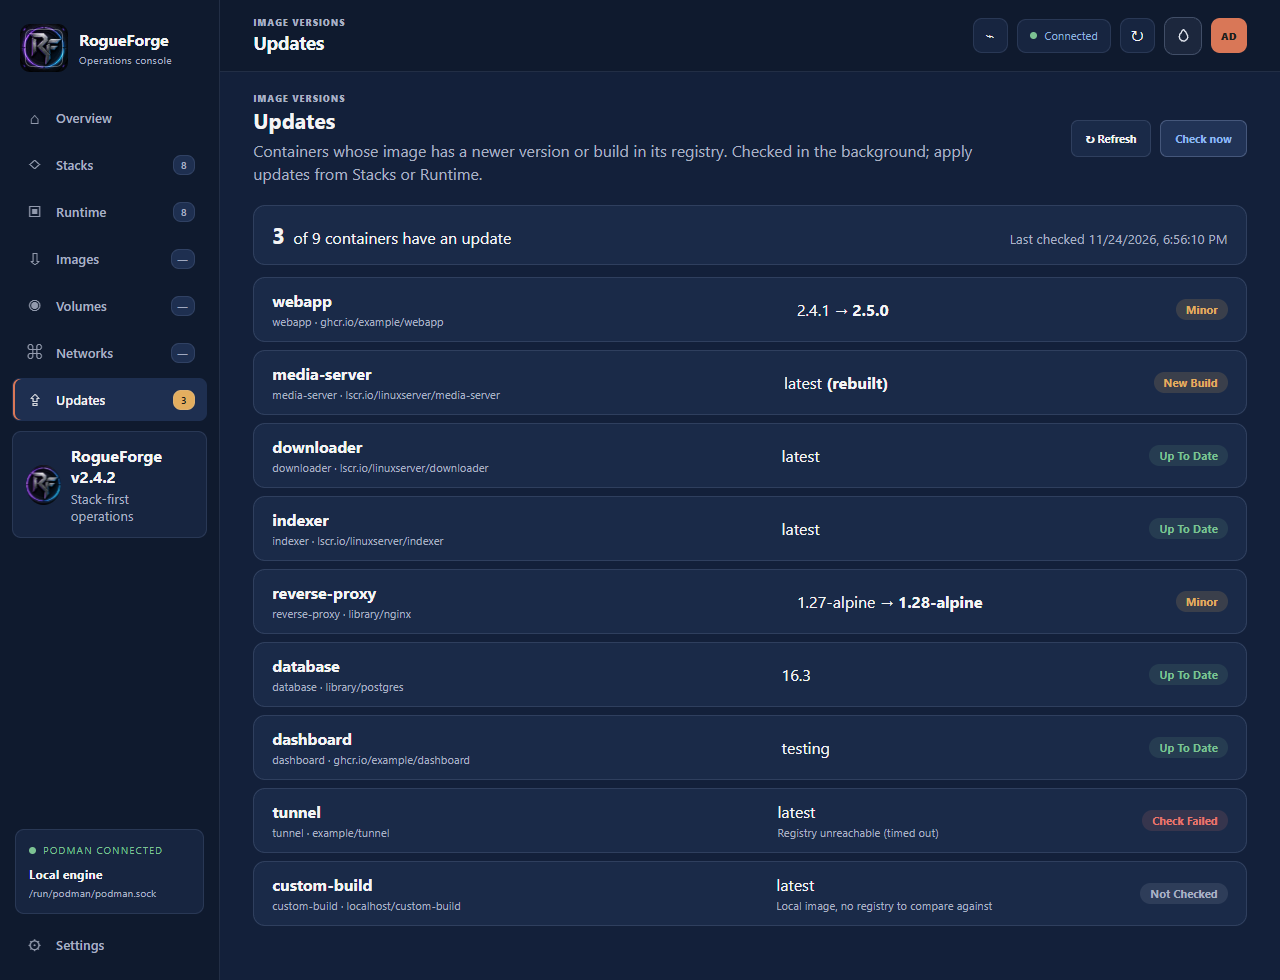 RogueForge
Operations console
Overview
Stacks 8
Runtime 8
Images —
Volumes —
Networks —
Updates 3
RogueForge
v2.4.2
Stack-first
operations
PODMAN CONNECTED
Local engine
/run/podman/podman.sock
Settings
IMAGE VERSIONS
Updates
Connected
AD
IMAGE VERSIONS
Updates
Containers whose image has a newer version or build in its registry. Checked in the background; apply
updates from Stacks or Runtime.
↻ Refresh
Check now
3 of 9 containers have an update
Last checked 11/24/2026, 6:56:10 PM
webapp
webapp · ghcr.io/example/webapp
2.4.1 → 2.5.0
Minor
media-server
media-server · lscr.io/linuxserver/media-server
latest (rebuilt)
New Build
downloader
downloader · lscr.io/linuxserver/downloader
latest
Up To Date
indexer
indexer · lscr.io/linuxserver/indexer
latest
Up To Date
reverse-proxy
reverse-proxy · library/nginx
1.27-alpine → 1.28-alpine
Minor
database
database · library/postgres
16.3
Up To Date
dashboard
dashboard · ghcr.io/example/dashboard
testing
Up To Date
tunnel
tunnel · example/tunnel
latest
Registry unreachable (timed out)
Check Failed
custom-build
custom-build · localhost/custom-build
latest
Local image, no registry to compare against
Not Checked